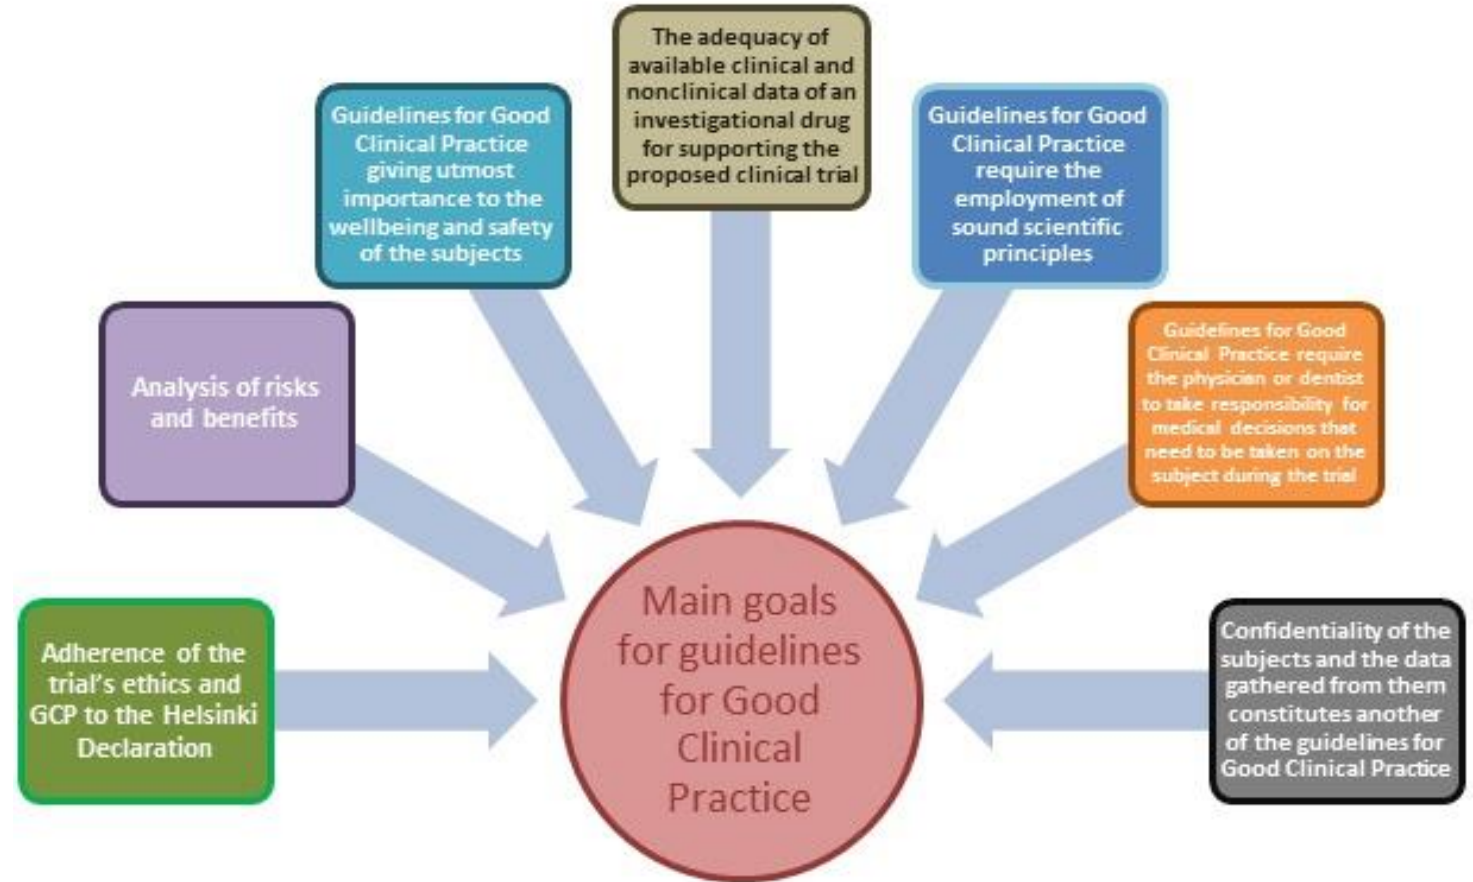 The adequacy of
available clinical and
nonclinical data of an
investigational drug
for supporting the
proposed clinical trial
Guidelines for Good
Clinical Practice
giving utmost
importance to the
wellbeing and safety
of the subjects
Guidelines for Good
Clinical Practice
require the
employment of
sound scientific
principles
Analysis of risks
and benefits
Guidelines for Good
Clinical Practice require
the physician or dentist
to take responsibility for
medical decisions that
need to be taken on the
subject during the trial
Adherence of the
trial's ethics and
GCP to the Helsinki
Declaration
Main goals
for guidelines
for Good
Clinical
Practice
Confidentiality of the
subjects and the data
gathered from them
constitutes another
of the guidelines for
Good Clinical Practice